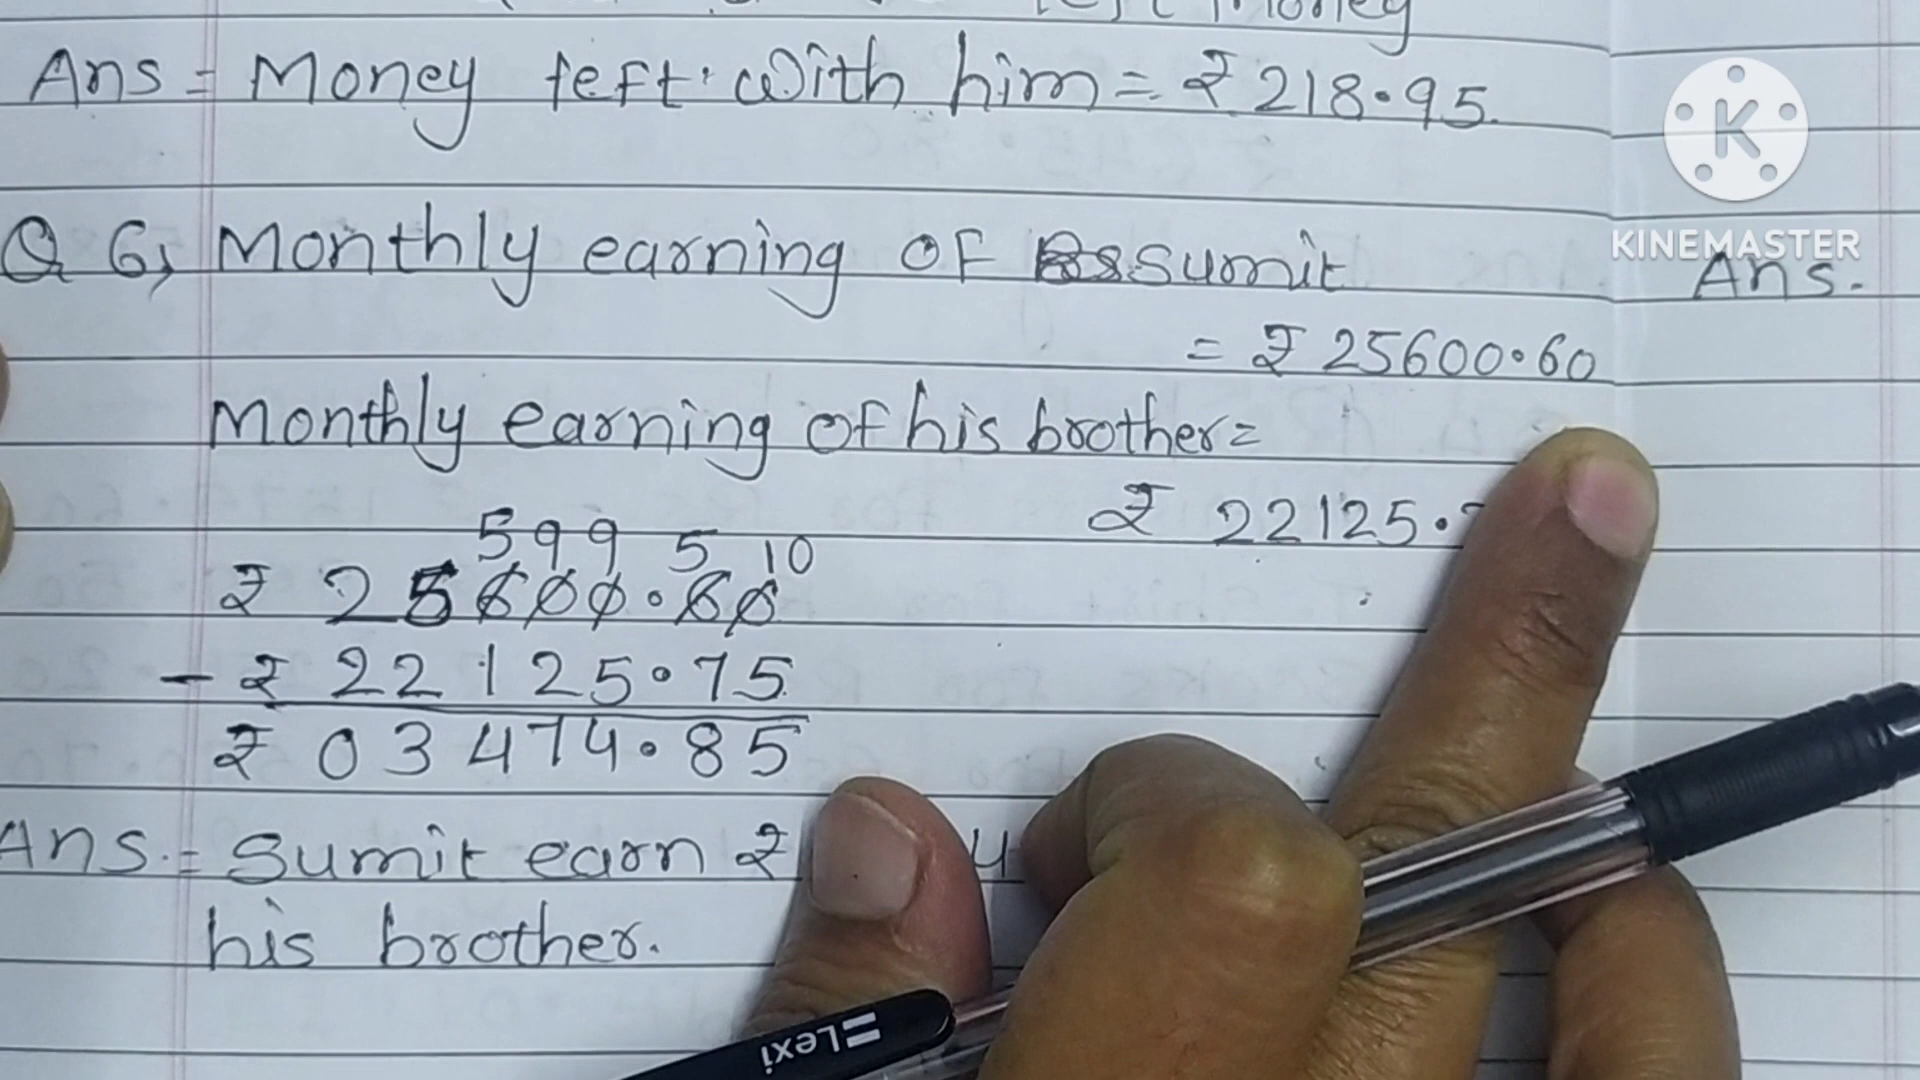 Money
Ans = Money left with him = ₹ 218.95.
Q 6, Monthly earning OF Sumit
= ₹ 25600.60
Monthly earning of his brother =
₹ 22125.
5 9 9 5 10
₹ 25600.60
- ₹ 22125.75
₹ 03474.85
Ans. = Sumit earn ₹
his brother.
KINEMASTER
Ans.
Lexi